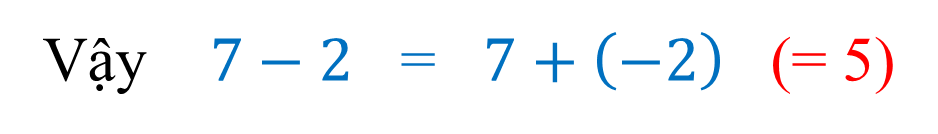 Vậy 7 − 2 = 7 + (−2) (= 5)